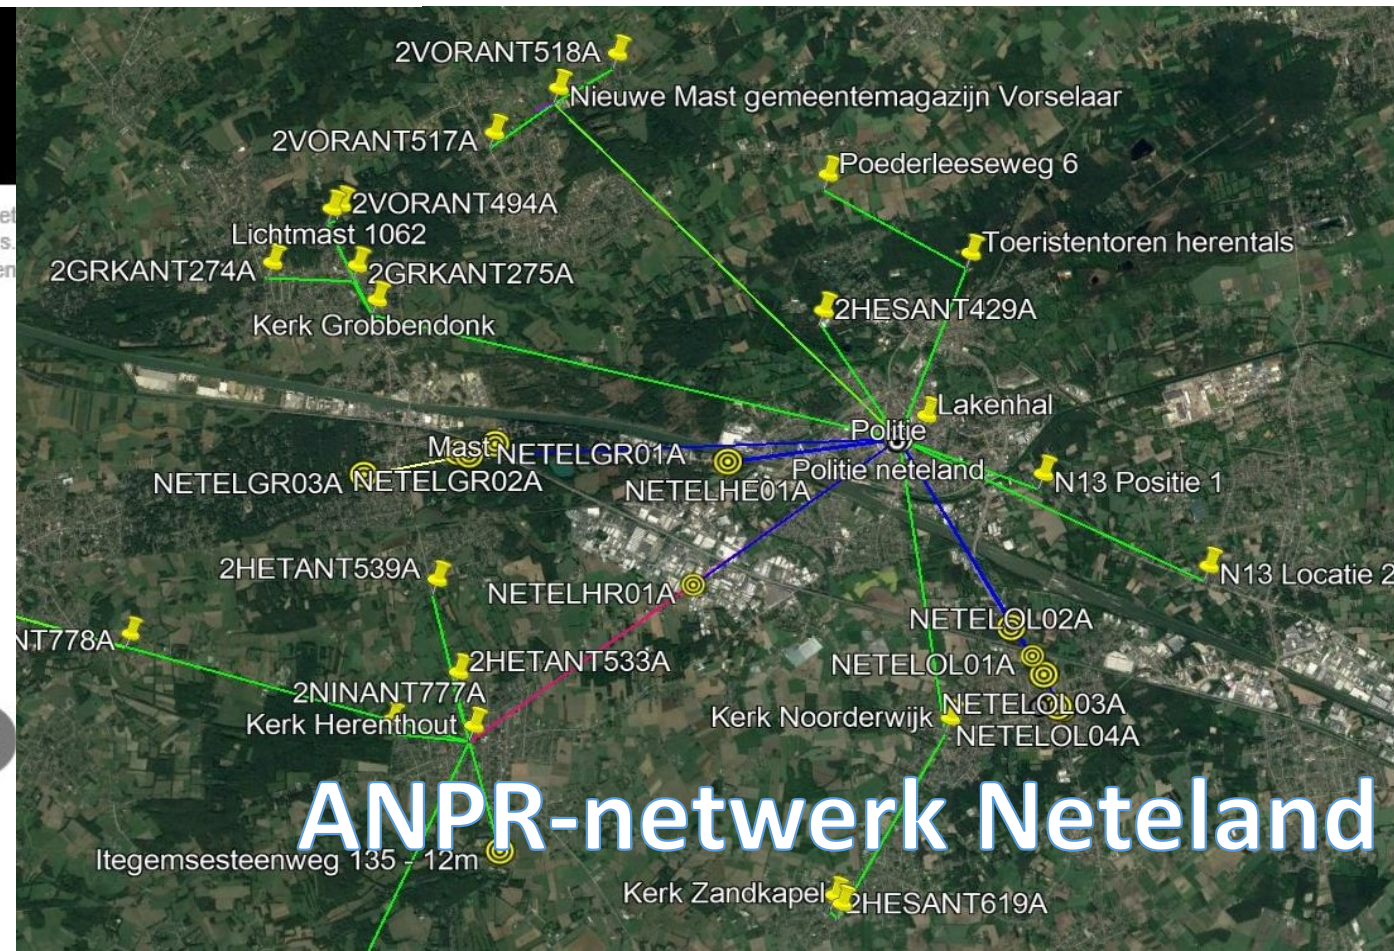 2VORANT518A
Nieuwe Mast gemeentemagazijn Vorselaar
2VORANT517A
Poederleeseweg 6
2VORANT494A
et
Lichtmast 1062
Toeristentoren herentals
s.
2GRKANT274A
2GRKANT275A
en
2HESANT429A
Kerk Grobbendonk
Lakenhal
Politie
Mast
NETELGR01A
Politie neteland
NETELGR03A
NETELGR02A
NETELHE01A
N13 Positie 1
2HETANT539A
N13 Locatie 2
NETELHR01A
NETELOL02A
NT778A
2HETANT533A
NETELOL01A
2NINANT777A
NETELOL03A
Kerk Herenthout
Kerk Noorderwijk
NETELOL04A
ANPR-netwerk Neteland
Itegemsesteenweg 135 - 12m
Kerk Zandkapel
2HESANT619A